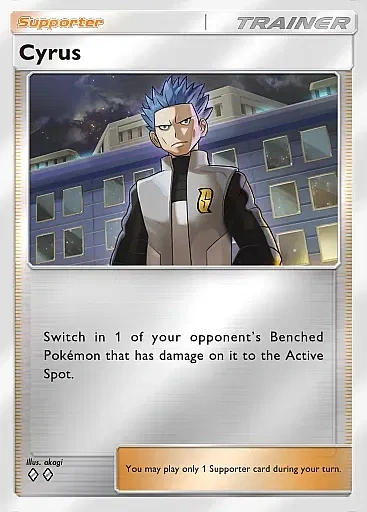 Supporter
TRAINER
Cyrus
Switch in 1 of your opponent's Benched
Pokémon that has damage on it to the Active
Spot.
Illus. akagi
You may play only 1 Supporter card during your turn.